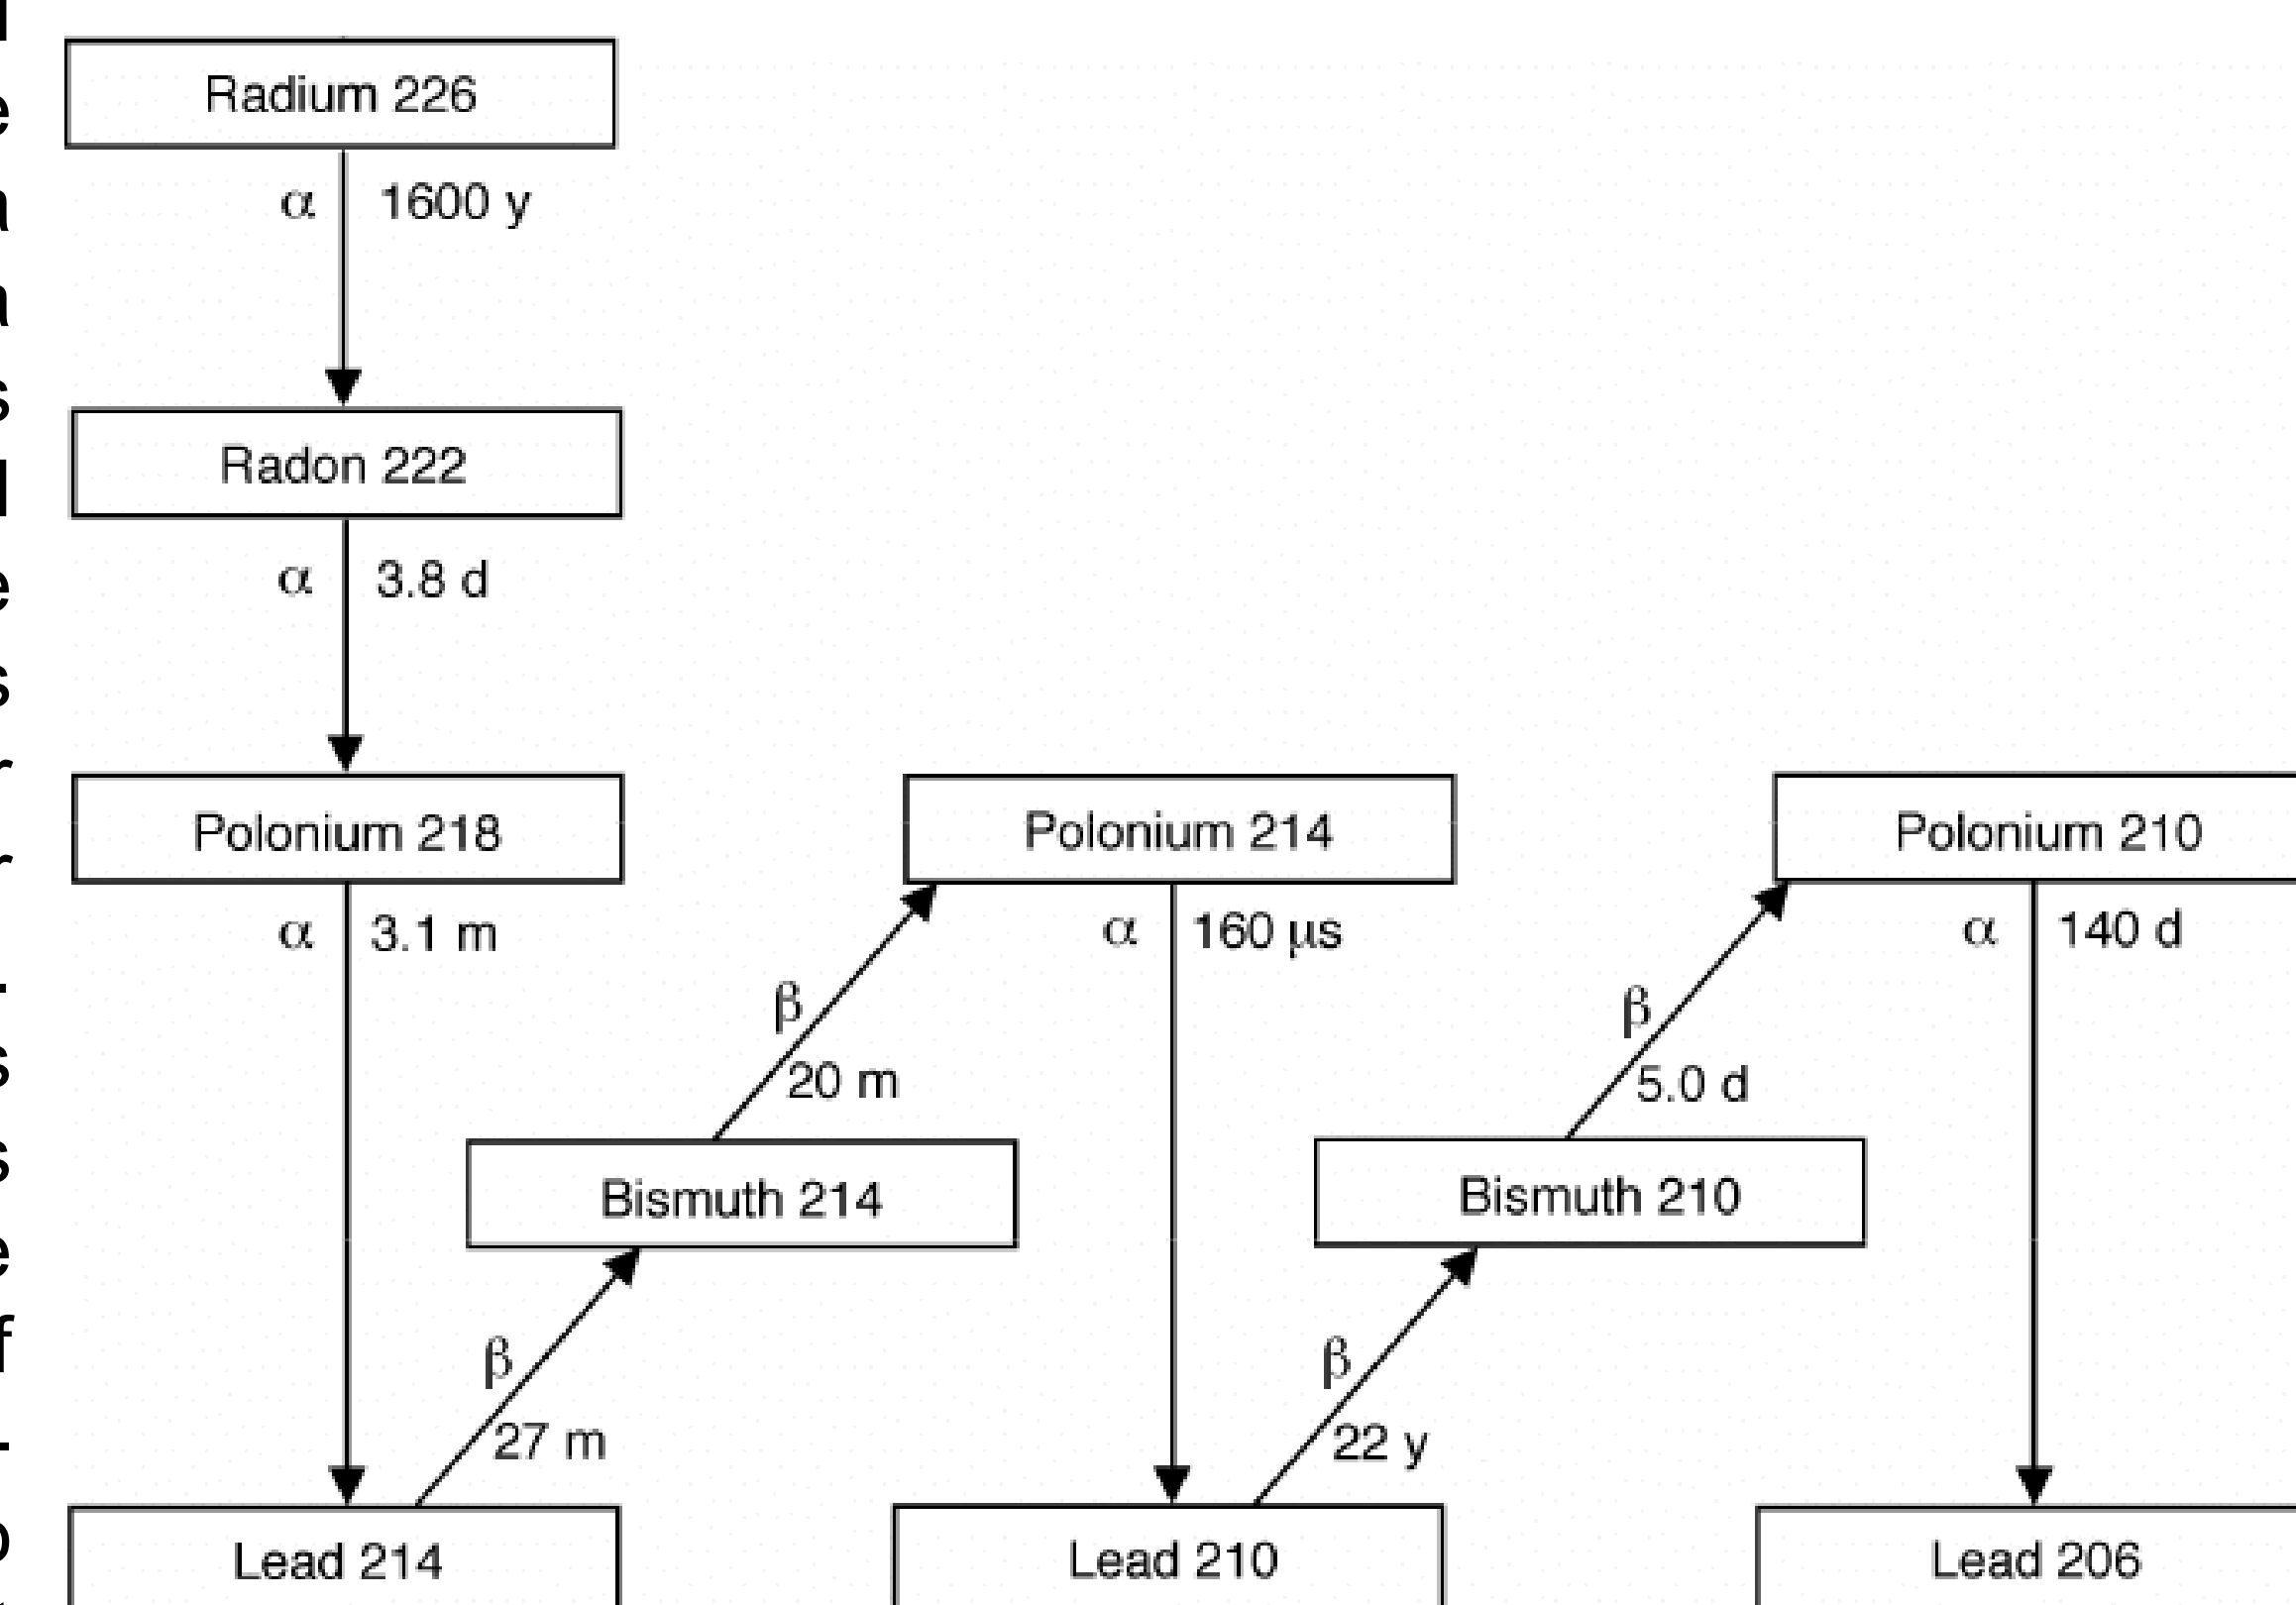 Radium 226
α 1600 y
Radon 222
α 3.8 d
Polonium 218
Polonium 214
Polonium 210
α 3.1 m
α 160 μs
α 140 d
β
β
20 m
5.0 d
Bismuth 214
Bismuth 210
β
β
27 m
22 y
Lead 214
Lead 210
Lead 206